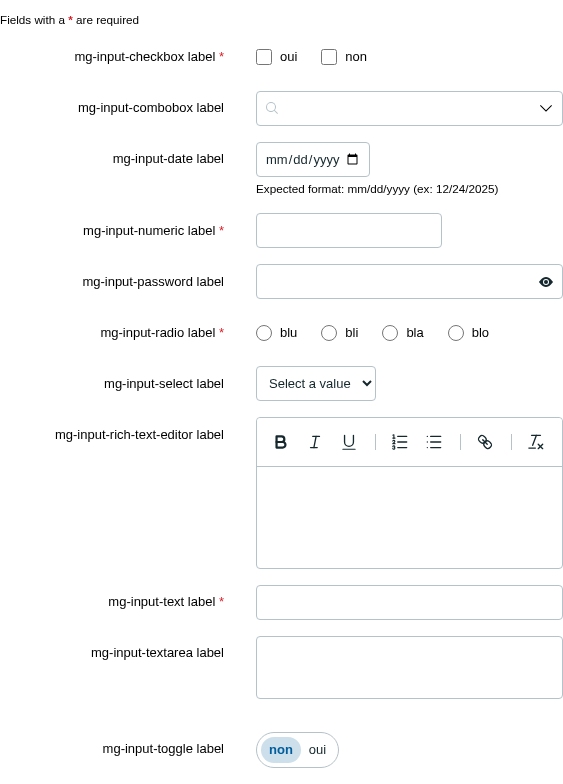 Fields with a * are required
mg-input-checkbox label * oui non
mg-input-combobox label
mg-input-date label mm/dd/yyyy
Expected format: mm/dd/yyyy (ex: 12/24/2025)
mg-input-numeric label *
mg-input-password label
mg-input-radio label * blu bli bla blo
mg-input-select label Select a value
mg-input-rich-text-editor label
mg-input-text label *
mg-input-textarea label
mg-input-toggle label non oui